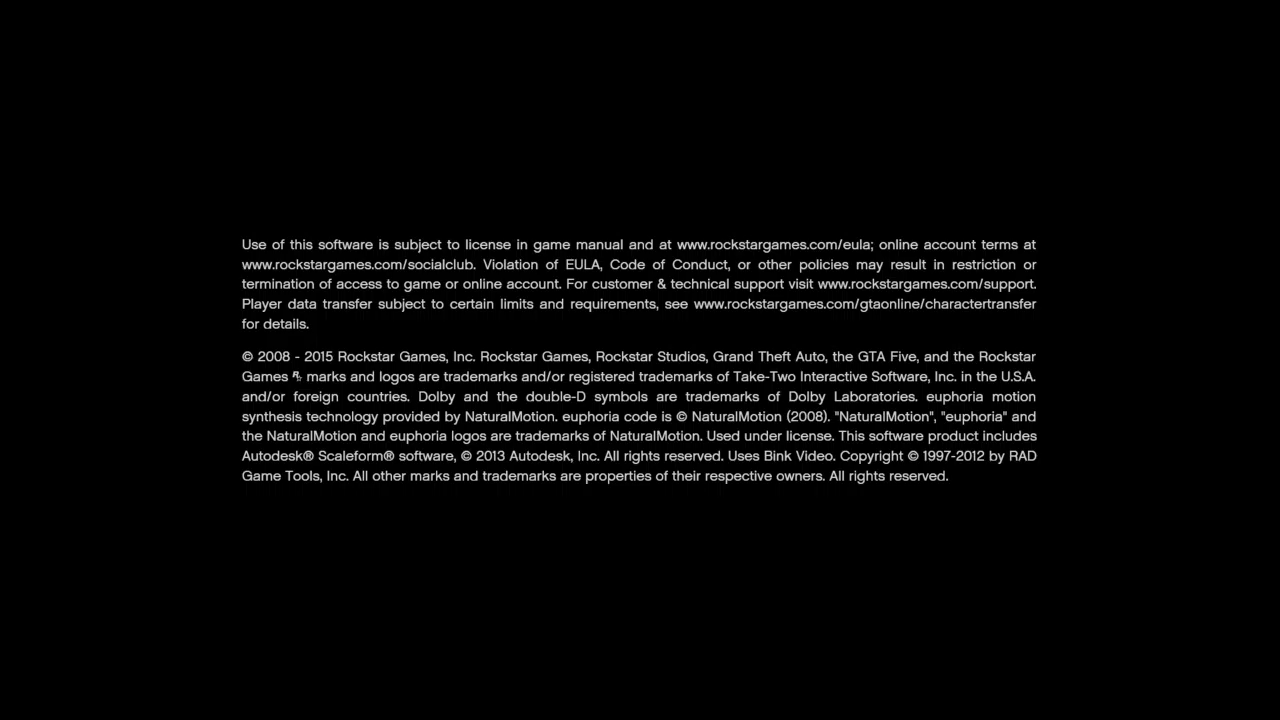 Use of this software is subject to license in game manual and at www.rockstargames.com/eula; online account terms at
www.rockstargames.com/socialclub. Violation of EULA, Code of Conduct, or other policies may result in restriction or
termination of access to game or online account. For customer & technical support visit www.rockstargames.com/support.
Player data transfer subject to certain limits and requirements, see www.rockstargames.com/gtaonline/charactertransfer
for details.
© 2008 - 2015 Rockstar Games, Inc. Rockstar Games, Rockstar Studios, Grand Theft Auto, the GTA Five, and the Rockstar
Games R* marks and logos are trademarks and/or registered trademarks of Take-Two Interactive Software, Inc. in the U.S.A.
and/or foreign countries. Dolby and the double-D symbols are trademarks of Dolby Laboratories. euphoria motion
synthesis technology provided by NaturalMotion. euphoria code is © NaturalMotion (2008). "NaturalMotion", "euphoria" and
the NaturalMotion and euphoria logos are trademarks of NaturalMotion. Used under license. This software product includes
Autodesk® Scaleform® software, © 2013 Autodesk, Inc. All rights reserved. Uses Bink Video. Copyright © 1997-2012 by RAD
Game Tools, Inc. All other marks and trademarks are properties of their respective owners. All rights reserved.